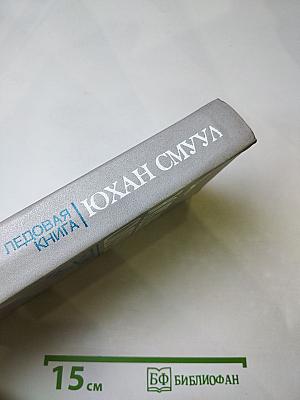 ЛЕДОВАЯ
КНИГА
ЮХАН СМУУЛ
15 см
БФ БИБЛИОФАН